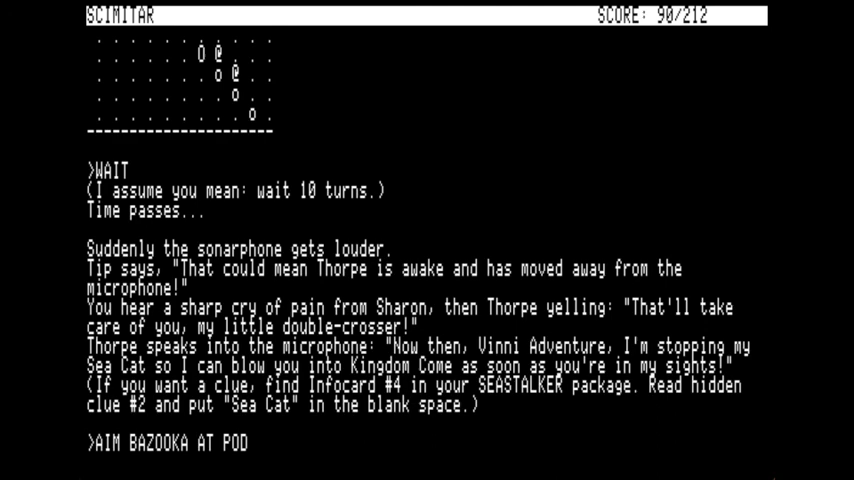 SCIMITAR SCORE: 90/212
. . . . . . . . . . .
. . . . . . O @ . . .
. . . . . . . o @ . .
. . . . . . . . o . .
. . . . . . . . . o .
----------------------
>WAIT
(I assume you mean: wait 10 turns.)
Time passes...
Suddenly the sonarphone gets louder.
Tip says, "That could mean Thorpe is awake and has moved away from the
microphone!"
You hear a sharp cry of pain from Sharon, then Thorpe yelling: "That'll take
care of you, my little double-crosser!"
Thorpe speaks into the microphone: "Now then, Vinni Adventure, I'm stopping my
Sea Cat so I can blow you into Kingdom Come as soon as you're in my sights!"
(If you want a clue, find Infocard #4 in your SEASTALKER package. Read hidden
clue #2 and put "Sea Cat" in the blank space.)
>AIM BAZOOKA AT POD